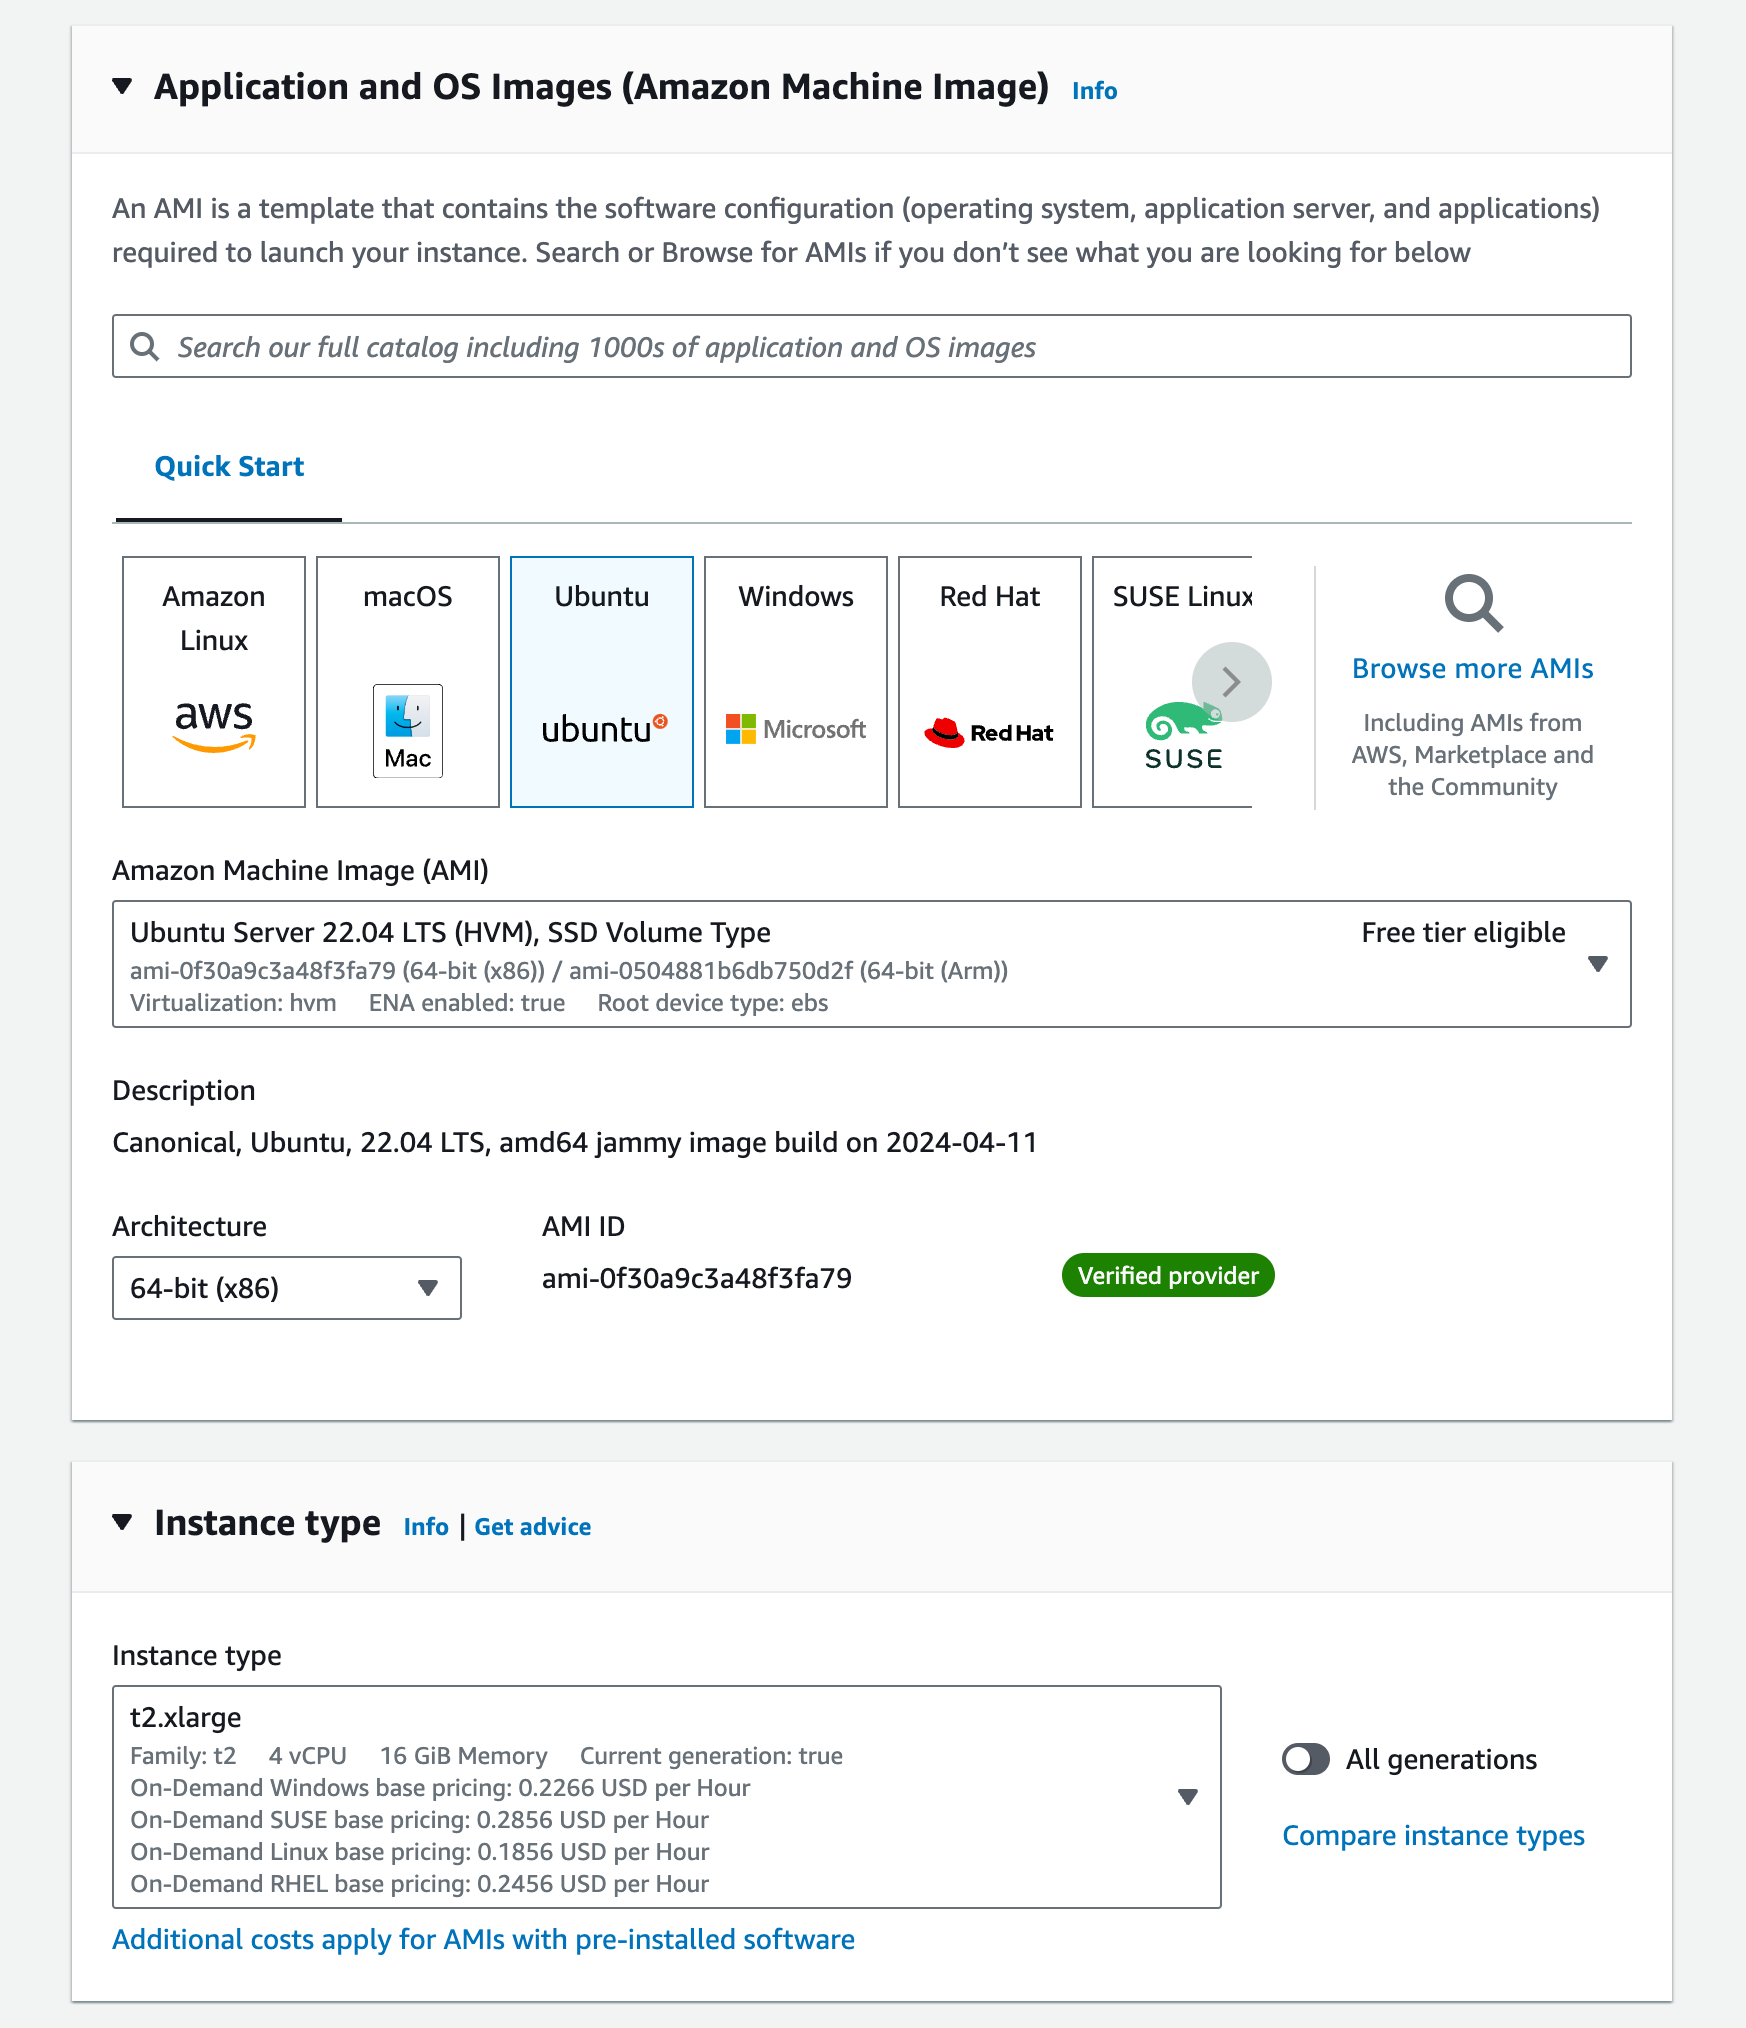 Application and OS Images (Amazon Machine Image) Info
An AMI is a template that contains the software configuration (operating system, application server, and applications)
required to launch your instance. Search or Browse for AMIs if you don’t see what you are looking for below
Search our full catalog including 1000s of application and OS images
Quick Start
Amazon
Linux
aws
macOS
Mac
Ubuntu
ubuntu
Windows
Microsoft
Red Hat
Red Hat
SUSE Linux
SUSE
Browse more AMIs
Including AMIs from
AWS, Marketplace and
the Community
Amazon Machine Image (AMI)
Ubuntu Server 22.04 LTS (HVM), SSD Volume Type Free tier eligible
ami-0f30a9c3a48f3fa79 (64-bit (x86)) / ami-0504881b6db750d2f (64-bit (Arm))
Virtualization: hvm ENA enabled: true Root device type: ebs
Description
Canonical, Ubuntu, 22.04 LTS, amd64 jammy image build on 2024-04-11
Architecture AMI ID
64-bit (x86) ami-0f30a9c3a48f3fa79 Verified provider
Instance type Info | Get advice
Instance type
t2.xlarge
Family: t2 4 vCPU 16 GiB Memory Current generation: true
On-Demand Windows base pricing: 0.2266 USD per Hour
On-Demand SUSE base pricing: 0.2856 USD per Hour
On-Demand Linux base pricing: 0.1856 USD per Hour
On-Demand RHEL base pricing: 0.2456 USD per Hour
All generations
Compare instance types
Additional costs apply for AMIs with pre-installed software